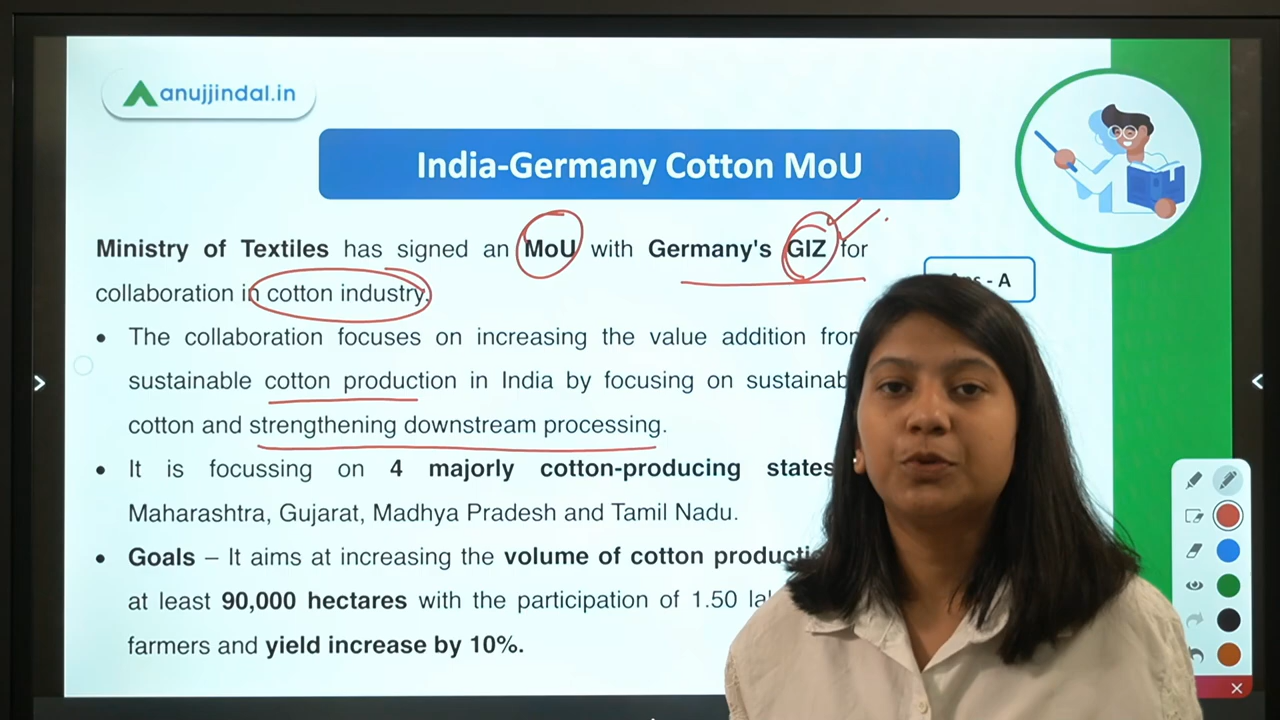 anujjindal.in
India-Germany Cotton MoU
Ministry of Textiles has signed an MoU with Germany's GIZ for
collaboration in cotton industry.
- A
• The collaboration focuses on increasing the value addition
sustainable cotton production in India by focusing on
cotton and strengthening downstream processing.
• It is focussing on 4 majorly cotton-producing states
Maharashtra, Gujarat, Madhya Pradesh and Tamil Nadu.
• Goals – It aims at increasing the volume of cotton
at least 90,000 hectares with the participation of 1.50
farmers and yield increase by 10%.